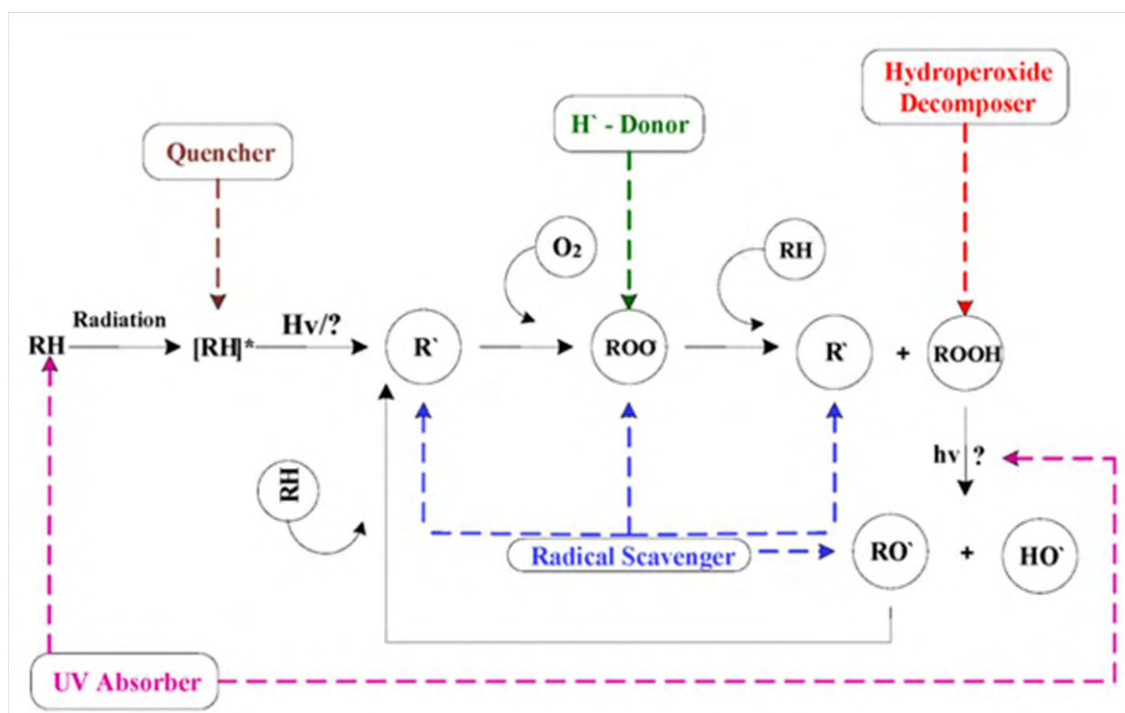 Hydroperoxide
Decomposer
H` - Donor
Quencher
O₂
RH
Radiation
Hv/?
RH
[RH]*
R`
ROO`
R`
+
ROOH
hv
?
RH
Radical Scavenger
RO`
+
HO`
UV Absorber